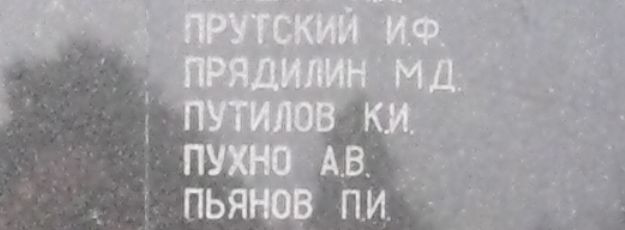 ПРУТСКИЙ И.Ф.
ПРЯДИЛИН М.Д.
ПУТИЛОВ К.И.
ПУХНО А.В.
ПЬЯНОВ П.И.